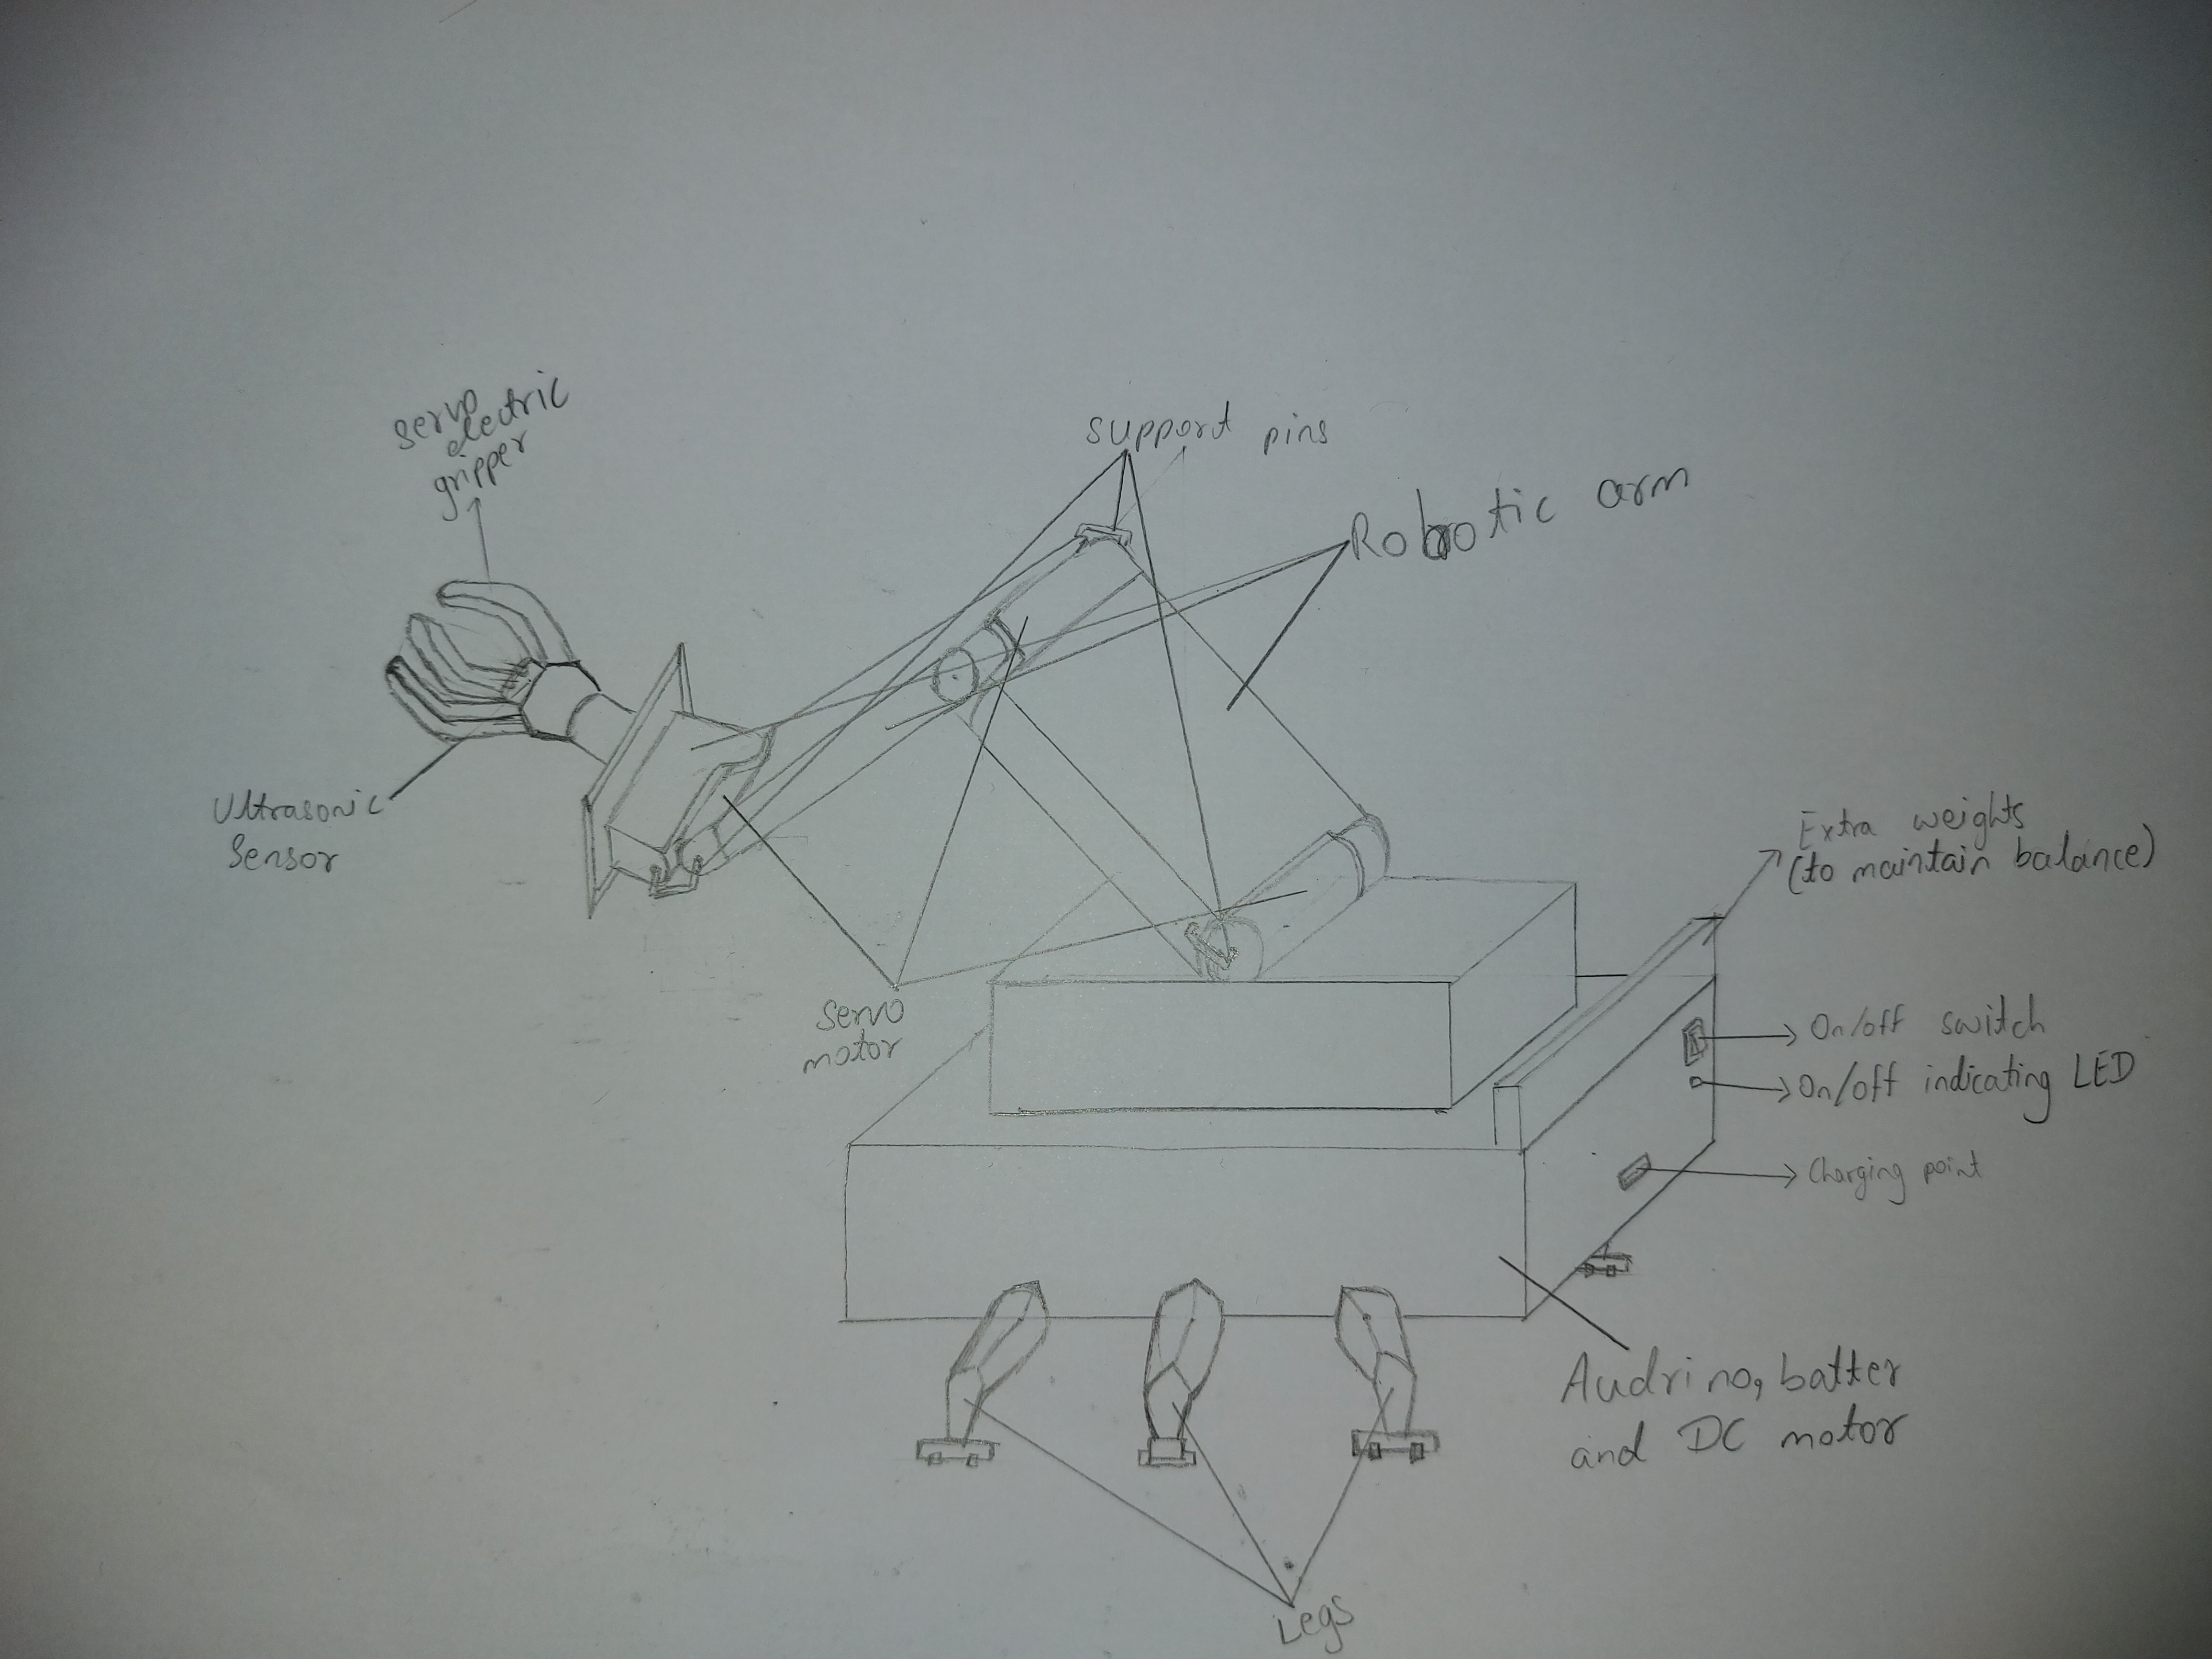 servo
electric
gripper
support pins
Robotic arm
Ultrasonic
Sensor
Extra weights
(to maintain balance)
servo
motor
On/off switch
On/off indicating LED
Charging point
Audrino, batter
and DC motor
Legs